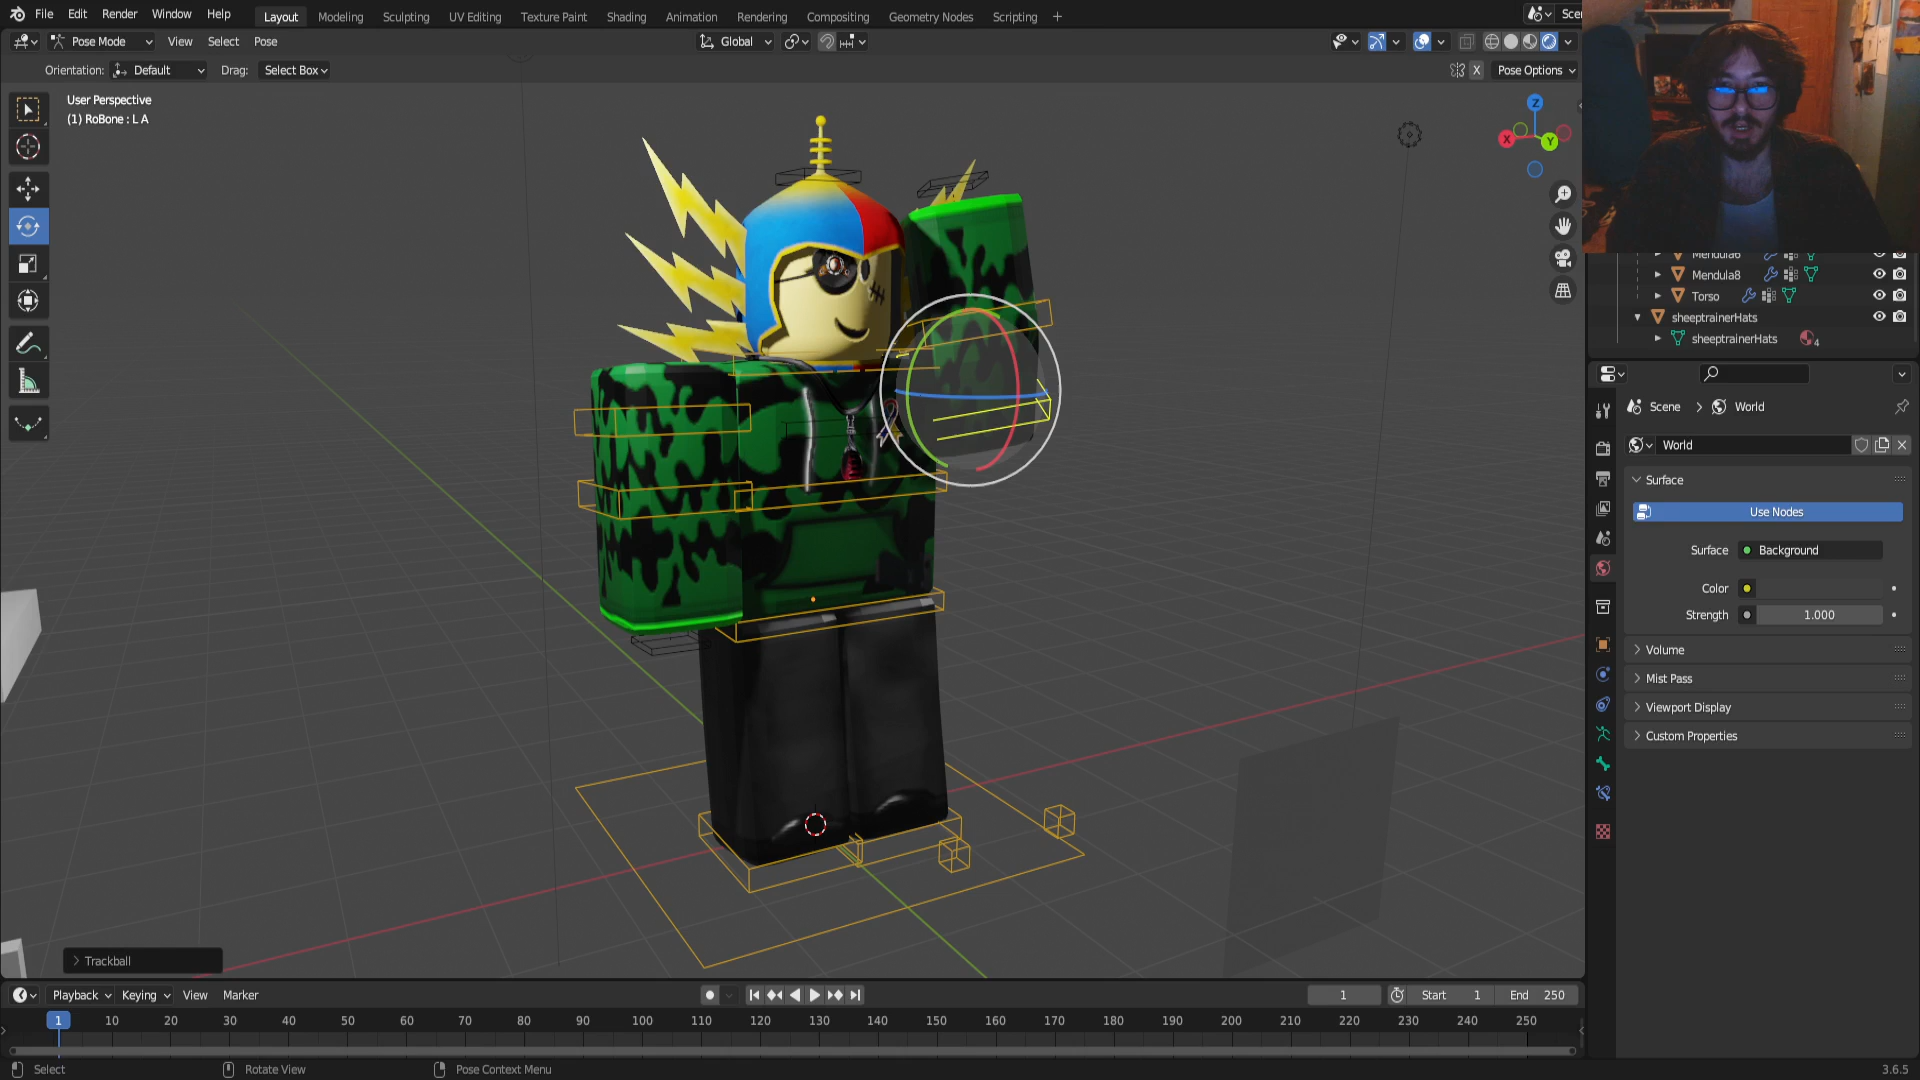 File Edit Render Window Help Layout Modeling Sculpting UV Editing Texture Paint Shading Animation Rendering Compositing Geometry Nodes Scripting +
Pose Mode View Select Pose Global
Orientation: Default Drag: Select Box X Pose Options
User Perspective
(1) RoBone : L A
Z
X Y
Mendula8
Torso
sheeptrainerHats
sheeptrainerHats 4
Scene > World
World
Surface
Use Nodes
Surface Background
Color
Strength 1.000
Volume
Mist Pass
Viewport Display
Custom Properties
Trackball
Playback Keying View Marker 1 Start 1 End 250
1 10 20 30 40 50 60 70 80 90 100 110 120 130 140 150 160 170 180 190 200 210 220 230 240 250
Select Rotate View Pose Context Menu 3.6.5